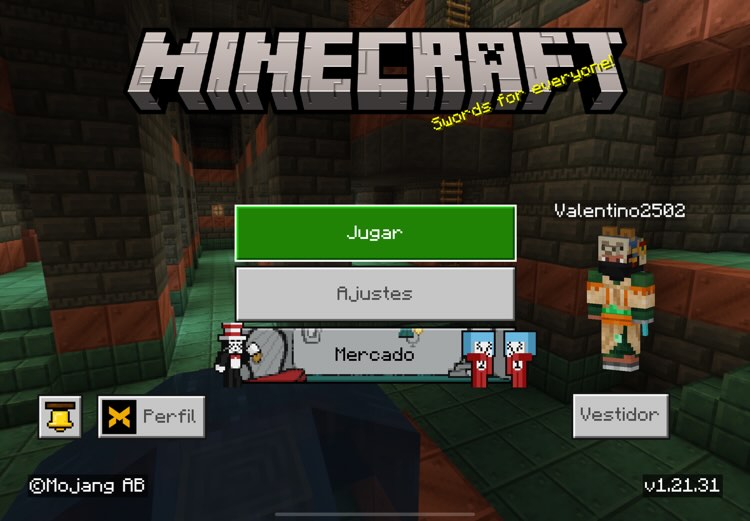 MINECRAFT
Swords for everyone!
Valentino2502
Jugar
Ajustes
Mercado
Perfil
Vestidor
©Mojang AB
v1.21.31